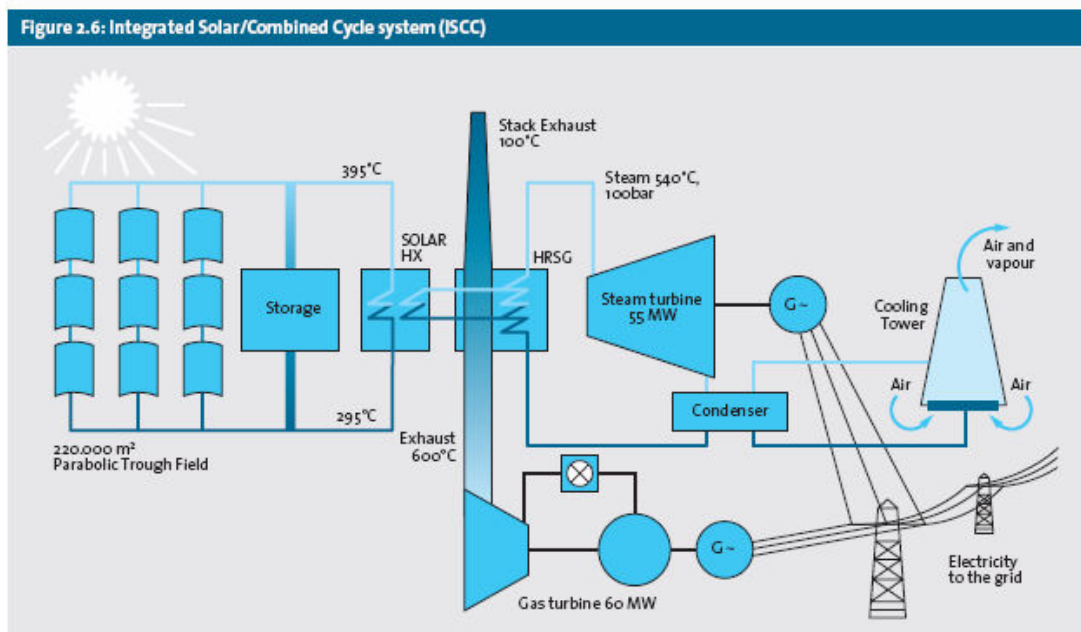 Figure 2.6: Integrated Solar/Combined Cycle system (ISCC)
Stack Exhaust
100°C
395°C
Steam 540°C,
100bar
SOLAR
HX
HRSG
Air and
vapour
Storage
Steam turbine
55 MW
G~
Cooling
Tower
Air
Air
Condenser
295°C
220.000 m²
Parabolic Trough Field
Exhaust
600°C
G~
Electricity
to the grid
Gas turbine 60 MW